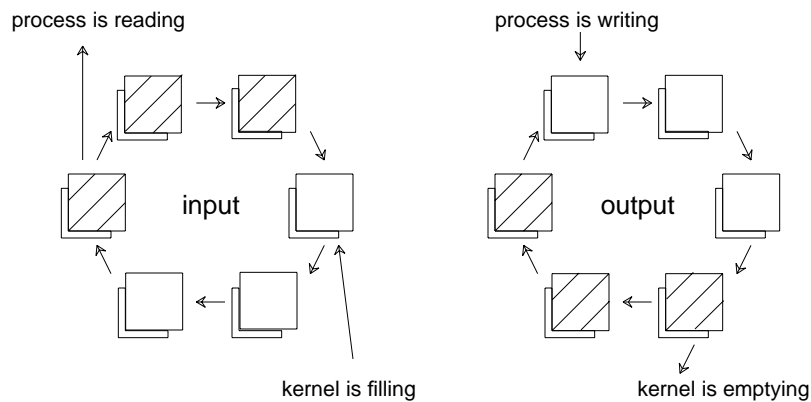 process is reading
process is writing
input
output
kernel is filling
kernel is emptying